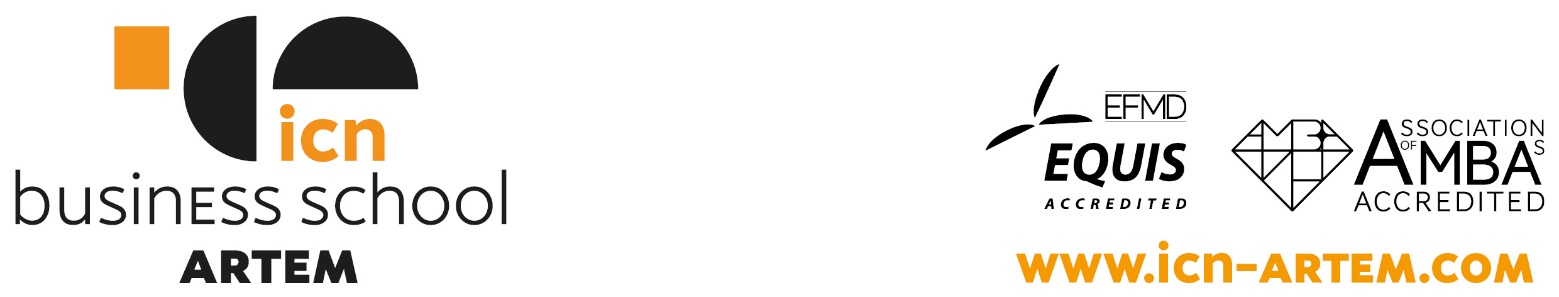 icn
business school
ARTEM
EFMD
EQUIS
ACCREDITED
ASSOCIATION
OF AMBAs
ACCREDITED
www.icn-artem.com